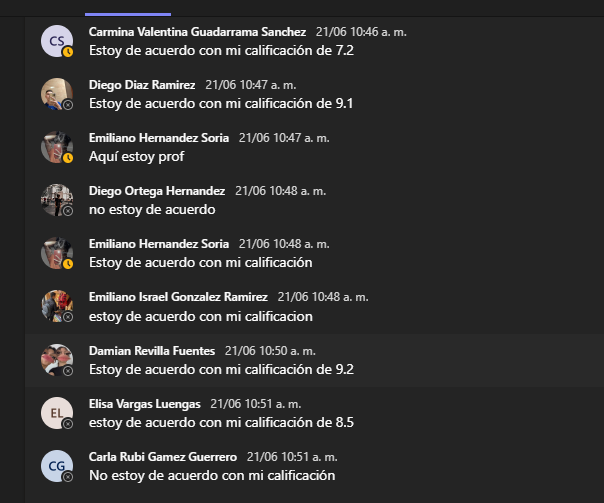 CS
Carmina Valentina Guadarrama Sanchez 21/06 10:46 a. m.
Estoy de acuerdo con mi calificación de 7.2
Diego Diaz Ramirez 21/06 10:47 a. m.
Estoy de acuerdo con mi calificación de 9.1
Emiliano Hernandez Soria 21/06 10:47 a. m.
Aquí estoy prof
Diego Ortega Hernandez 21/06 10:48 a. m.
no estoy de acuerdo
Emiliano Hernandez Soria 21/06 10:48 a. m.
Estoy de acuerdo con mi calificación
Emiliano Israel Gonzalez Ramirez 21/06 10:48 a. m.
estoy de acuerdo con mi calificacion
Damian Revilla Fuentes 21/06 10:50 a. m.
Estoy de acuerdo con mi calificación de 9.2
EL
Elisa Vargas Luengas 21/06 10:51 a. m.
estoy de acuerdo con mi calificación de 8.5
CG
Carla Rubi Gamez Guerrero 21/06 10:51 a. m.
No estoy de acuerdo con mi calificación